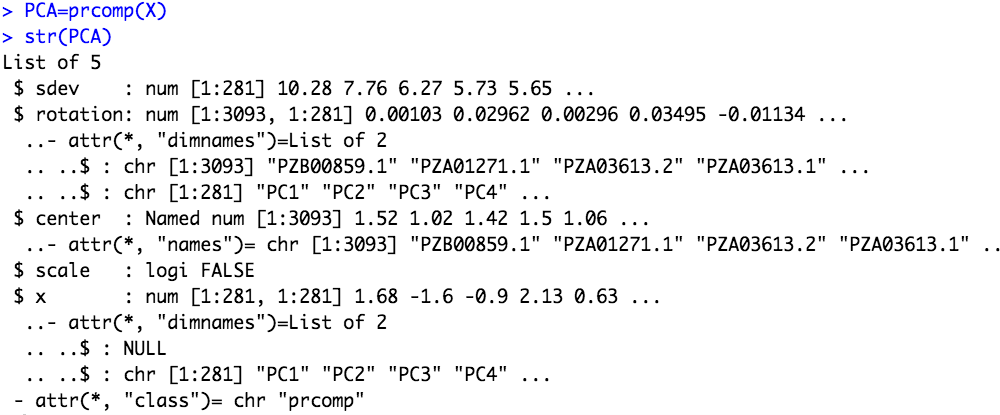 > PCA=prcomp(X)
> str(PCA)
List of 5
 $ sdev    : num [1:281] 10.28 7.76 6.27 5.73 5.65 ...
 $ rotation: num [1:3093, 1:281] 0.00103 0.02962 0.00296 0.03495 -0.01134 ...
  ..- attr(*, "dimnames")=List of 2
  .. ..$ : chr [1:3093] "PZB00859.1" "PZA01271.1" "PZA03613.2" "PZA03613.1" ...
  .. ..$ : chr [1:281] "PC1" "PC2" "PC3" "PC4" ...
 $ center  : Named num [1:3093] 1.52 1.02 1.42 1.5 1.06 ...
  ..- attr(*, "names")= chr [1:3093] "PZB00859.1" "PZA01271.1" "PZA03613.2" "PZA03613.1" ..
 $ scale   : logi FALSE
 $ x       : num [1:281, 1:281] 1.68 -1.6 -0.9 2.13 0.63 ...
  ..- attr(*, "dimnames")=List of 2
  .. ..$ : NULL
  .. ..$ : chr [1:281] "PC1" "PC2" "PC3" "PC4" ...
 - attr(*, "class")= chr "prcomp"